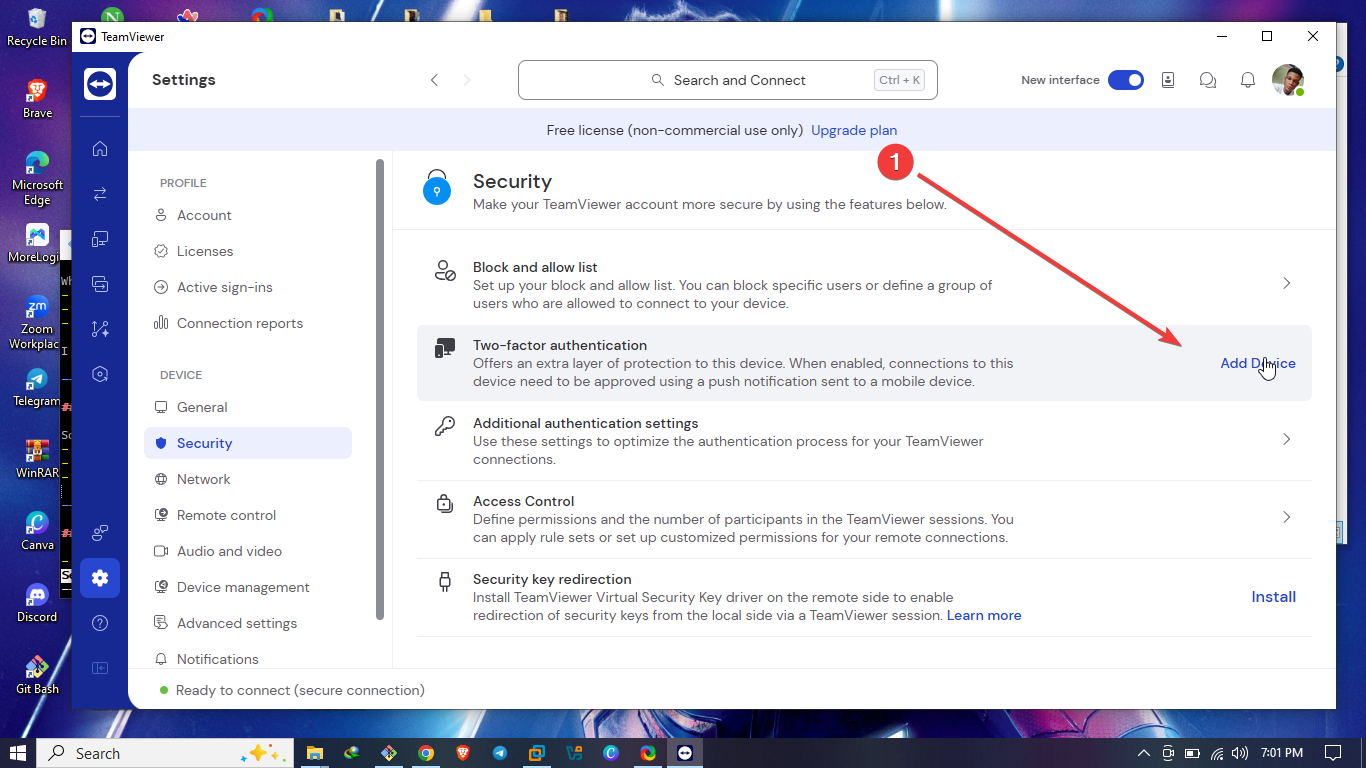 Recycle Bin
Brave
Microsoft
Edge
Zoom
Workplac
Telegram
WinRAR
Canva
Discord
Git Bash
TeamViewer
Settings
Search and Connect
Ctrl + K
New interface
Free license (non-commercial use only) Upgrade plan
PROFILE
Account
Licenses
Active sign-ins
Connection reports
DEVICE
General
Security
Network
Remote control
Audio and video
Device management
Advanced settings
Notifications
1
Security
Make your TeamViewer account more secure by using the features below.
Block and allow list
Set up your block and allow list. You can block specific users or define a group of
users who are allowed to connect to your device.
Two-factor authentication
Offers an extra layer of protection to this device. When enabled, connections to this
device need to be approved using a push notification sent to a mobile device.
Add Device
Additional authentication settings
Use these settings to optimize the authentication process for your TeamViewer
connections.
Access Control
Define permissions and the number of participants in the TeamViewer sessions. You
can apply rule sets or set up customized permissions for your remote connections.
Security key redirection
Install TeamViewer Virtual Security Key driver on the remote side to enable
redirection of security keys from the local side via a TeamViewer session. Learn more
Install
Ready to connect (secure connection)
Search
7:01 PM